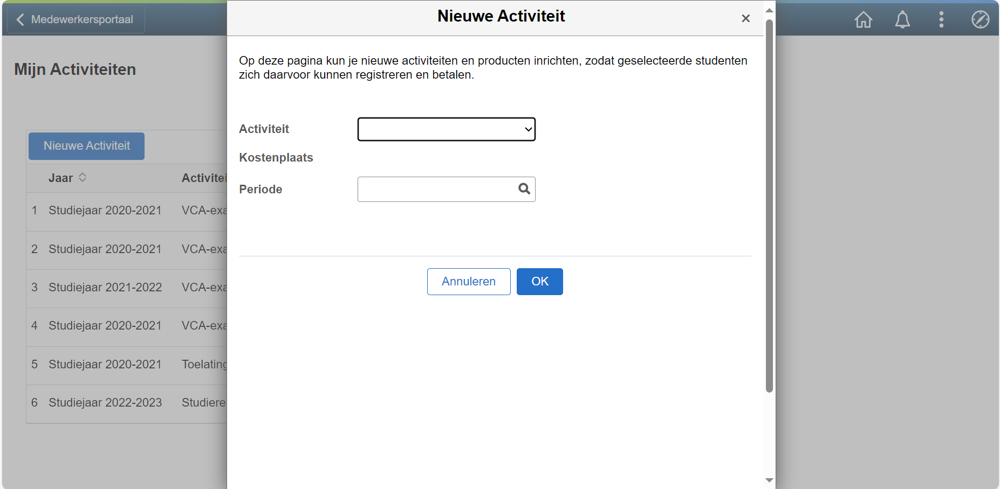 Medewerkersportaal
Nieuwe Activiteit
Mijn Activiteiten
Op deze pagina kun je nieuwe activiteiten en producten inrichten, zodat geselecteerde studenten
zich daarvoor kunnen registreren en betalen.
Activiteit
Kostenplaats
Periode
Annuleren OK
Nieuwe Activiteit
Jaar Activitei
1 Studiejaar 2020-2021 VCA-exa
2 Studiejaar 2020-2021 VCA-exa
3 Studiejaar 2021-2022 VCA-exa
4 Studiejaar 2020-2021 VCA-exa
5 Studiejaar 2020-2021 Toelating
6 Studiejaar 2022-2023 Studiere